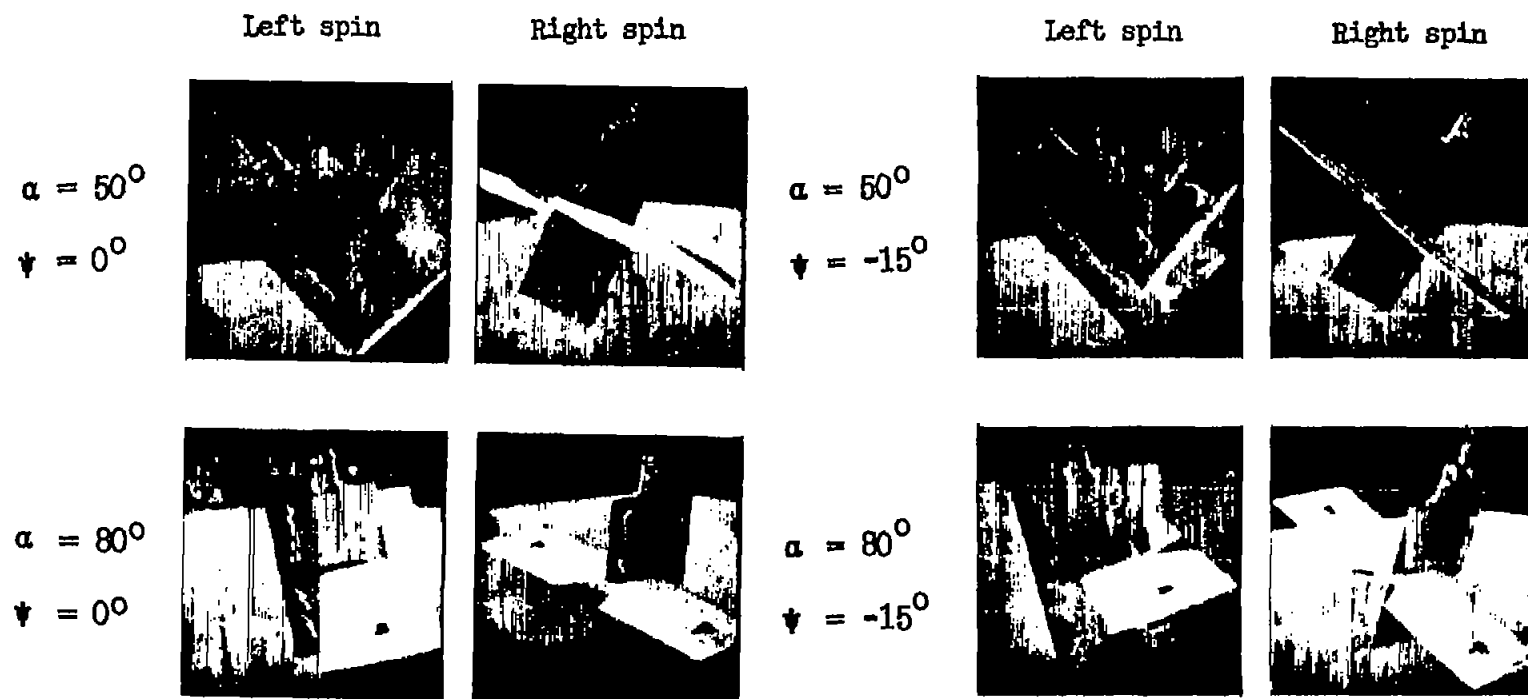 Left spin Right spin Left spin Right spin
α = 50° α = 50°
ψ = 0° ψ = -15°
α = 80° α = 80°
ψ = 0° ψ = -15°